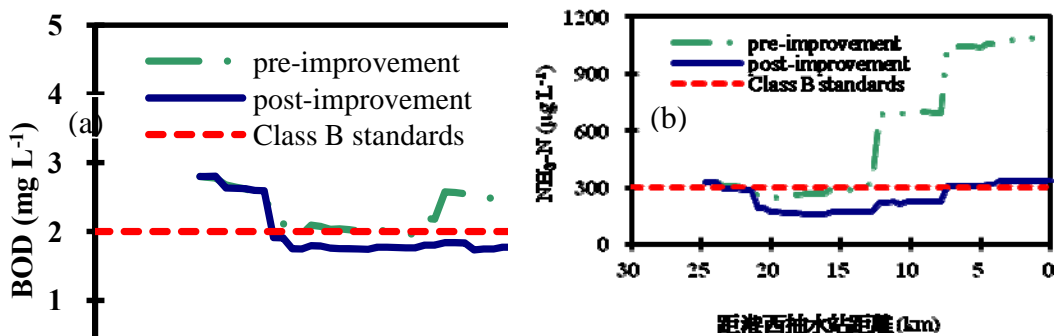 5
4
3
2
1
BOD (mg L-1)
(a)
pre-improvement
post-improvement
Class B standards
1200
900
600
300
0
NH3-N (μg L-1)
(b)
pre-improvement
post-improvement
Class B standards
30 25 20 15 10 5 0
距淮西抽水站距離 (km)